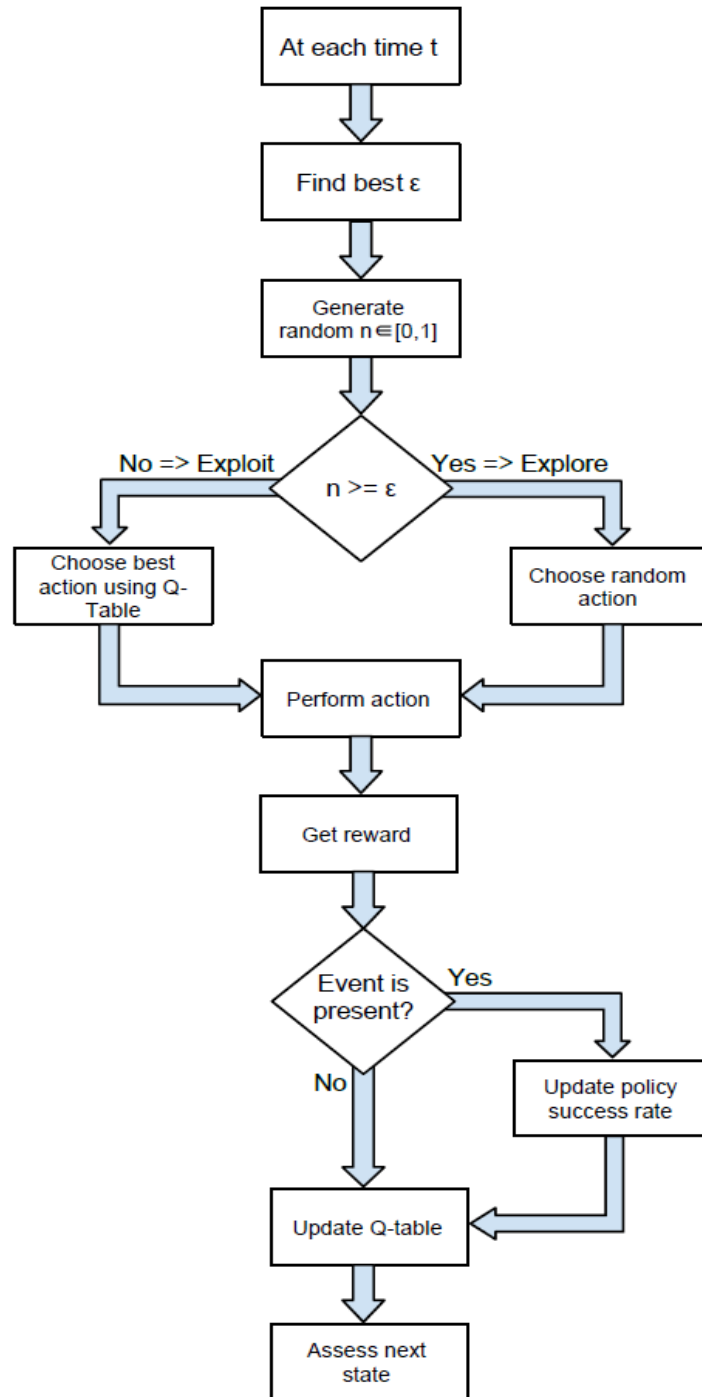 At each time t
Find best ε
Generate
random n∈[0,1]
No => Exploit
Yes => Explore
n >= ε
Choose best
action using Q-
Table
Choose random
action
Perform action
Get reward
Event is
present?
Yes
No
Update policy
success rate
Update Q-table
Assess next
state